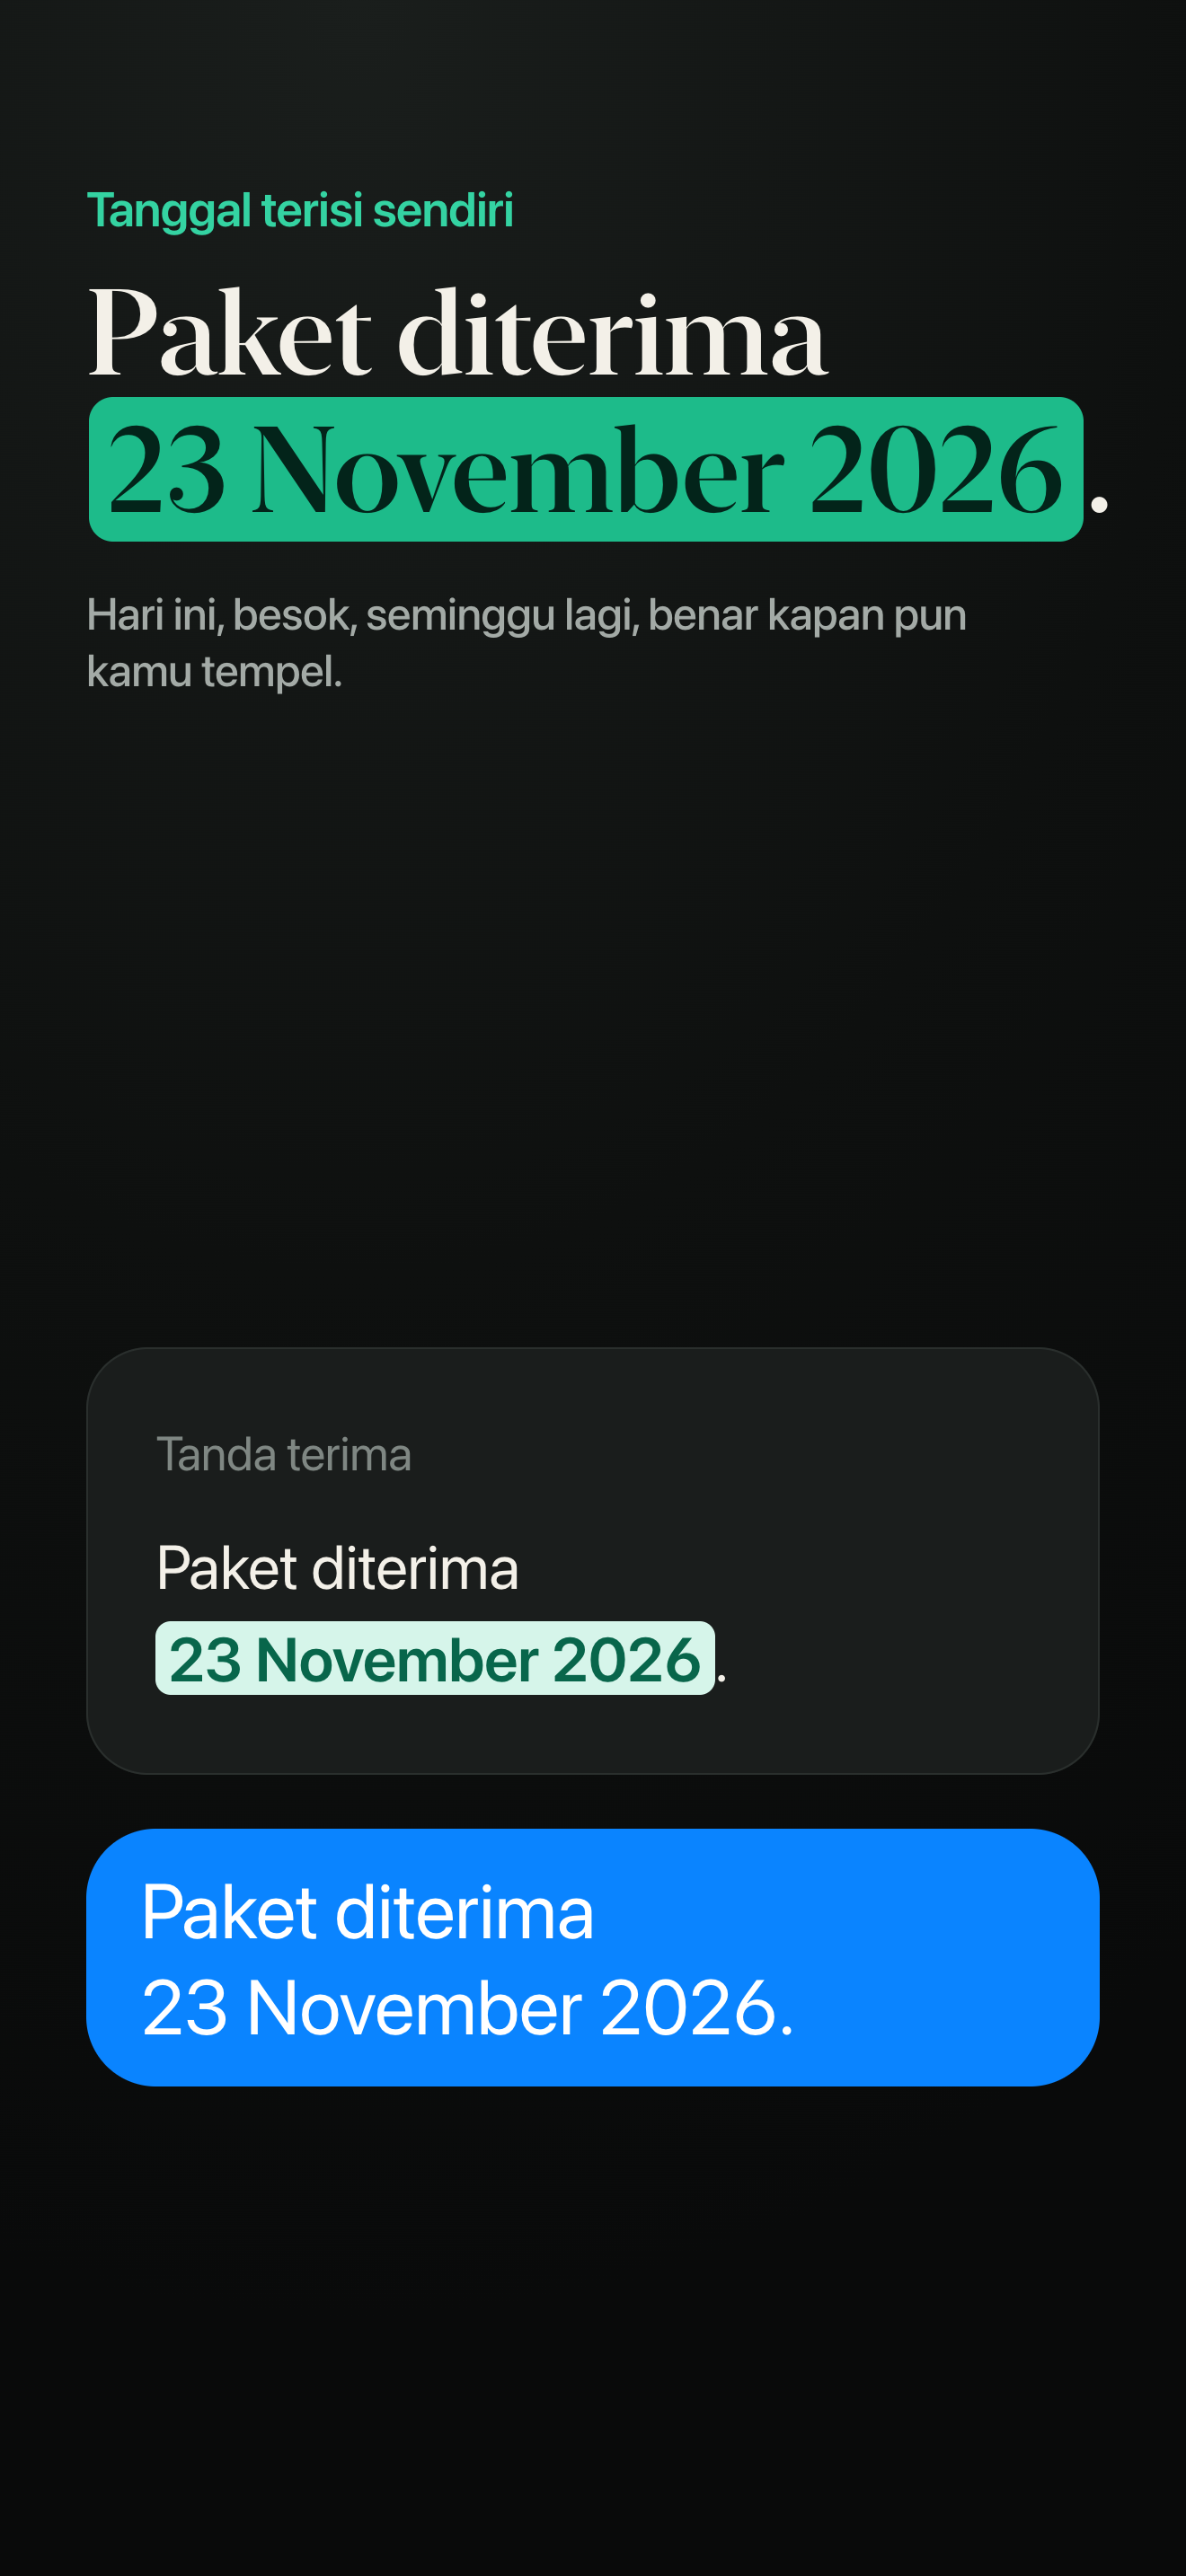 Tanggal terisi sendiri
Paket diterima
23 November 2026.
Hari ini, besok, seminggu lagi, benar kapan pun
kamu tempel.
Tanda terima
Paket diterima
23 November 2026.
Paket diterima
23 November 2026.